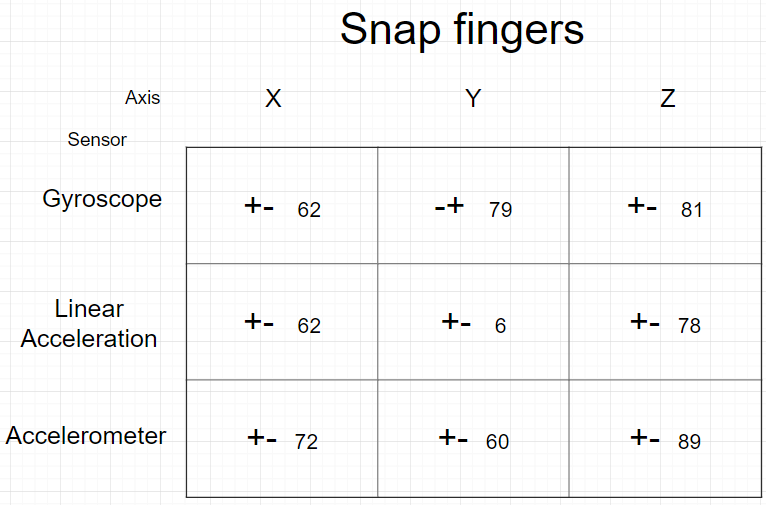 Snap fingers
Axis X Y Z
Sensor
Gyroscope +- 62 -+ 79 +- 81
Linear
Acceleration +- 62 +- 6 +- 78
Accelerometer +- 72 +- 60 +- 89